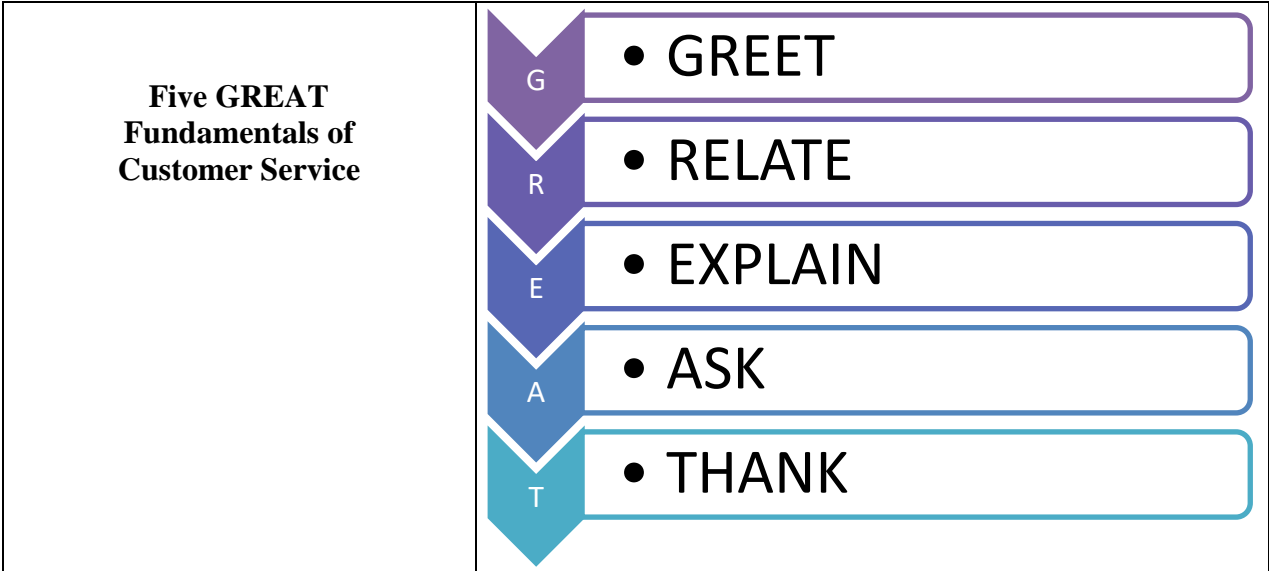 Five GREAT
Fundamentals of
Customer Service
G
• GREET
R
• RELATE
E
• EXPLAIN
A
• ASK
T
• THANK